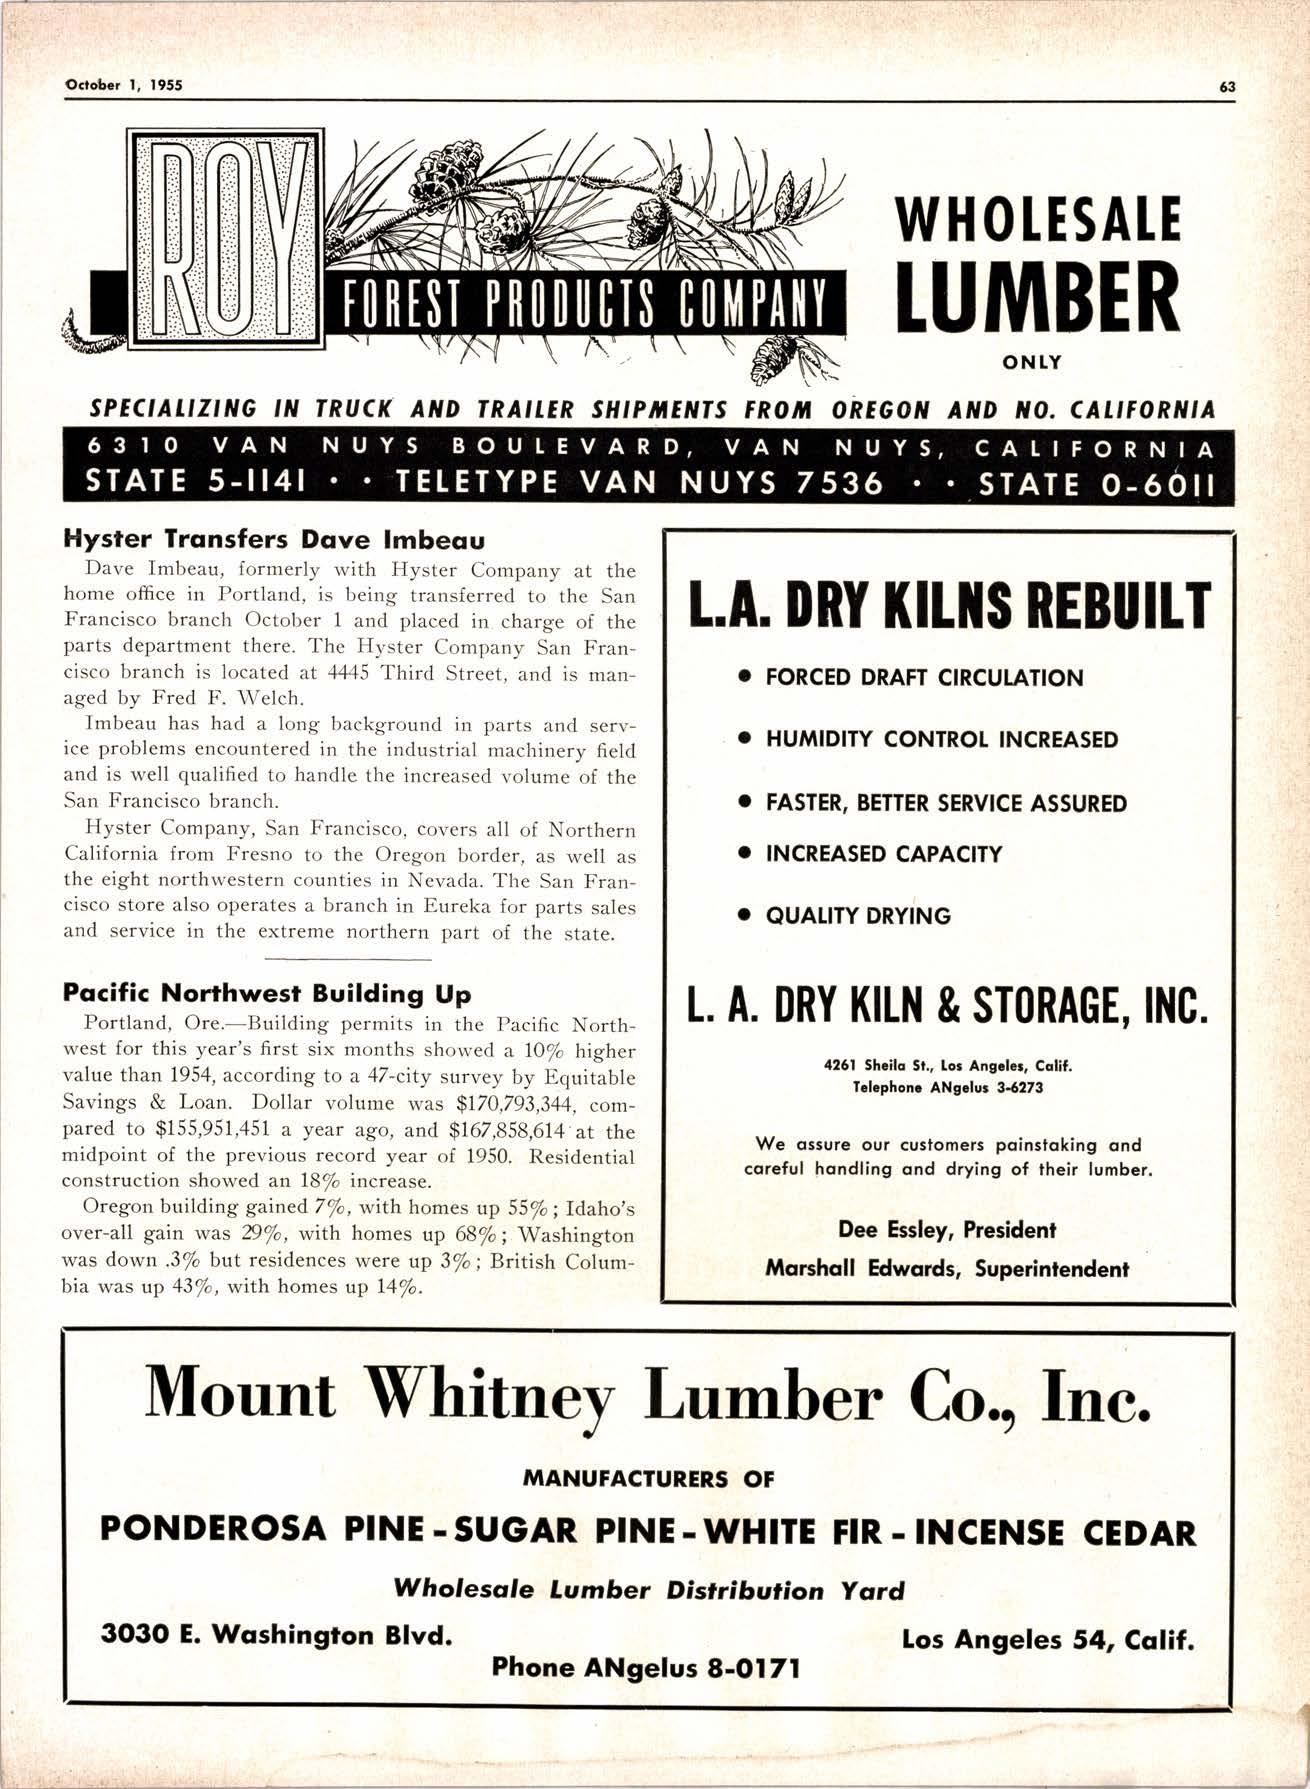 October 1, 1955
63
ROY
FOREST PRODUCTS COMPANY
WHOLESALE
LUMBER
ONLY
SPECIALIZING IN TRUCK AND TRAILER SHIPMENTS FROM OREGON AND NO. CALIFORNIA
6310 VAN NUYS BOULEVARD, VAN NUYS, CALIFORNIA
STATE 5-1141 • • TELETYPE VAN NUYS 7536 • • STATE 0-6011
Hyster Transfers Dave Imbeau
Dave Imbeau, formerly with Hyster Company at the
home office in Portland, is being transferred to the San
Francisco branch October 1 and placed in charge of the
parts department there. The Hyster Company San Fran-
cisco branch is located at 4445 Third Street, and is man-
aged by Fred F. Welch.
Imbeau has had a long background in parts and serv-
ice problems encountered in the industrial machinery field
and is well qualified to handle the increased volume of the
San Francisco branch.
Hyster Company, San Francisco, covers all of Northern
California from Fresno to the Oregon border, as well as
the eight northwestern counties in Nevada. The San Fran-
cisco store also operates a branch in Eureka for parts sales
and service in the extreme northern part of the state.
Pacific Northwest Building Up
Portland, Ore.—Building permits in the Pacific North-
west for this year's first six months showed a 10% higher
value than 1954, according to a 47-city survey by Equitable
Savings & Loan. Dollar volume was $170,793,344, com-
pared to $155,951,451 a year ago, and $167,858,614 at the
midpoint of the previous record year of 1950. Residential
construction showed an 18% increase.
Oregon building gained 7%, with homes up 55%; Idaho's
over-all gain was 29%, with homes up 68%; Washington
was down .3% but residences were up 3%; British Colum-
bia was up 43%, with homes up 14%.
L.A. DRY KILNS REBUILT
• FORCED DRAFT CIRCULATION
• HUMIDITY CONTROL INCREASED
• FASTER, BETTER SERVICE ASSURED
• INCREASED CAPACITY
• QUALITY DRYING
L. A. DRY KILN & STORAGE, INC.
4261 Sheila St., Los Angeles, Calif.
Telephone ANgelus 3-6273
We assure our customers painstaking and
careful handling and drying of their lumber.
Dee Essley, President
Marshall Edwards, Superintendent
Mount Whitney Lumber Co., Inc.
MANUFACTURERS OF
PONDEROSA PINE - SUGAR PINE - WHITE FIR - INCENSE CEDAR
Wholesale Lumber Distribution Yard
3030 E. Washington Blvd.
Los Angeles 54, Calif.
Phone ANgelus 8-0171